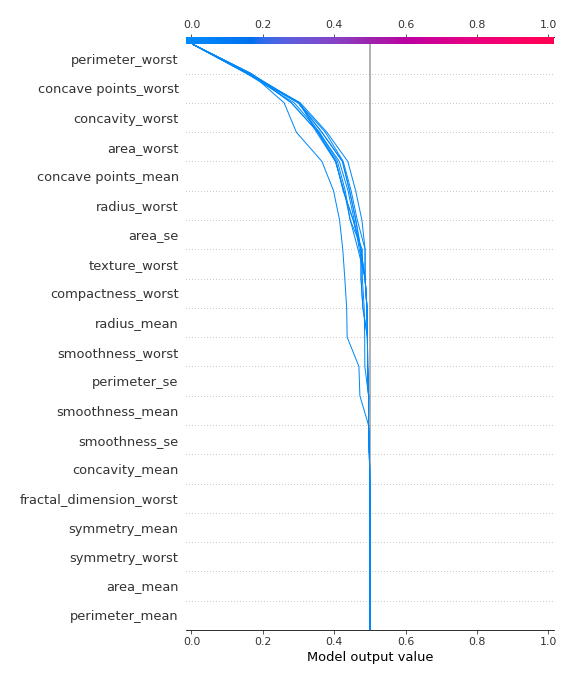 0.0 0.2 0.4 0.6 0.8 1.0
perimeter_worst
concave points_worst
concavity_worst
area_worst
concave points_mean
radius_worst
area_se
texture_worst
compactness_worst
radius_mean
smoothness_worst
perimeter_se
smoothness_mean
smoothness_se
concavity_mean
fractal_dimension_worst
symmetry_mean
symmetry_worst
area_mean
perimeter_mean
0.0 0.2 0.4 0.6 0.8 1.0
Model output value